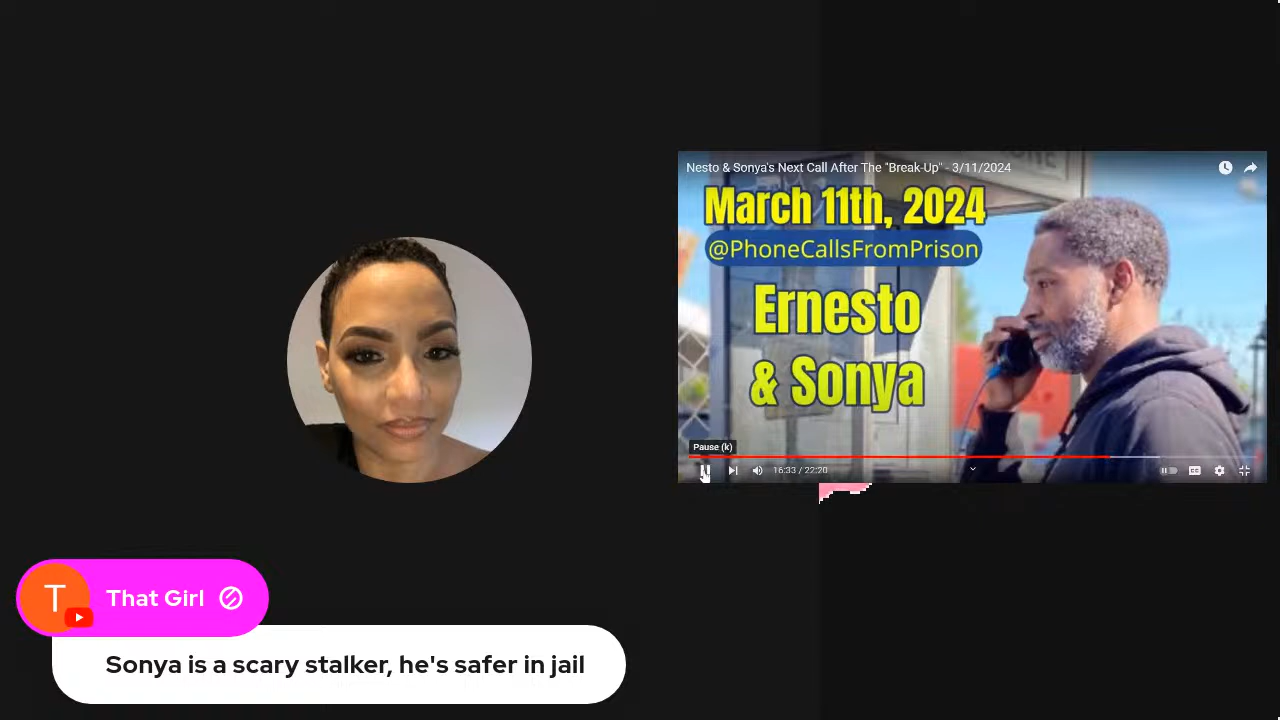 Nesto & Sonya's Next Call After The "Break-Up" - 3/11/2024
March 11th, 2024
@PhoneCallsFromPrison
Ernesto
& Sonya
Pause (k)
16:33 / 22:20
T
That Girl
Sonya is a scary stalker, he's safer in jail